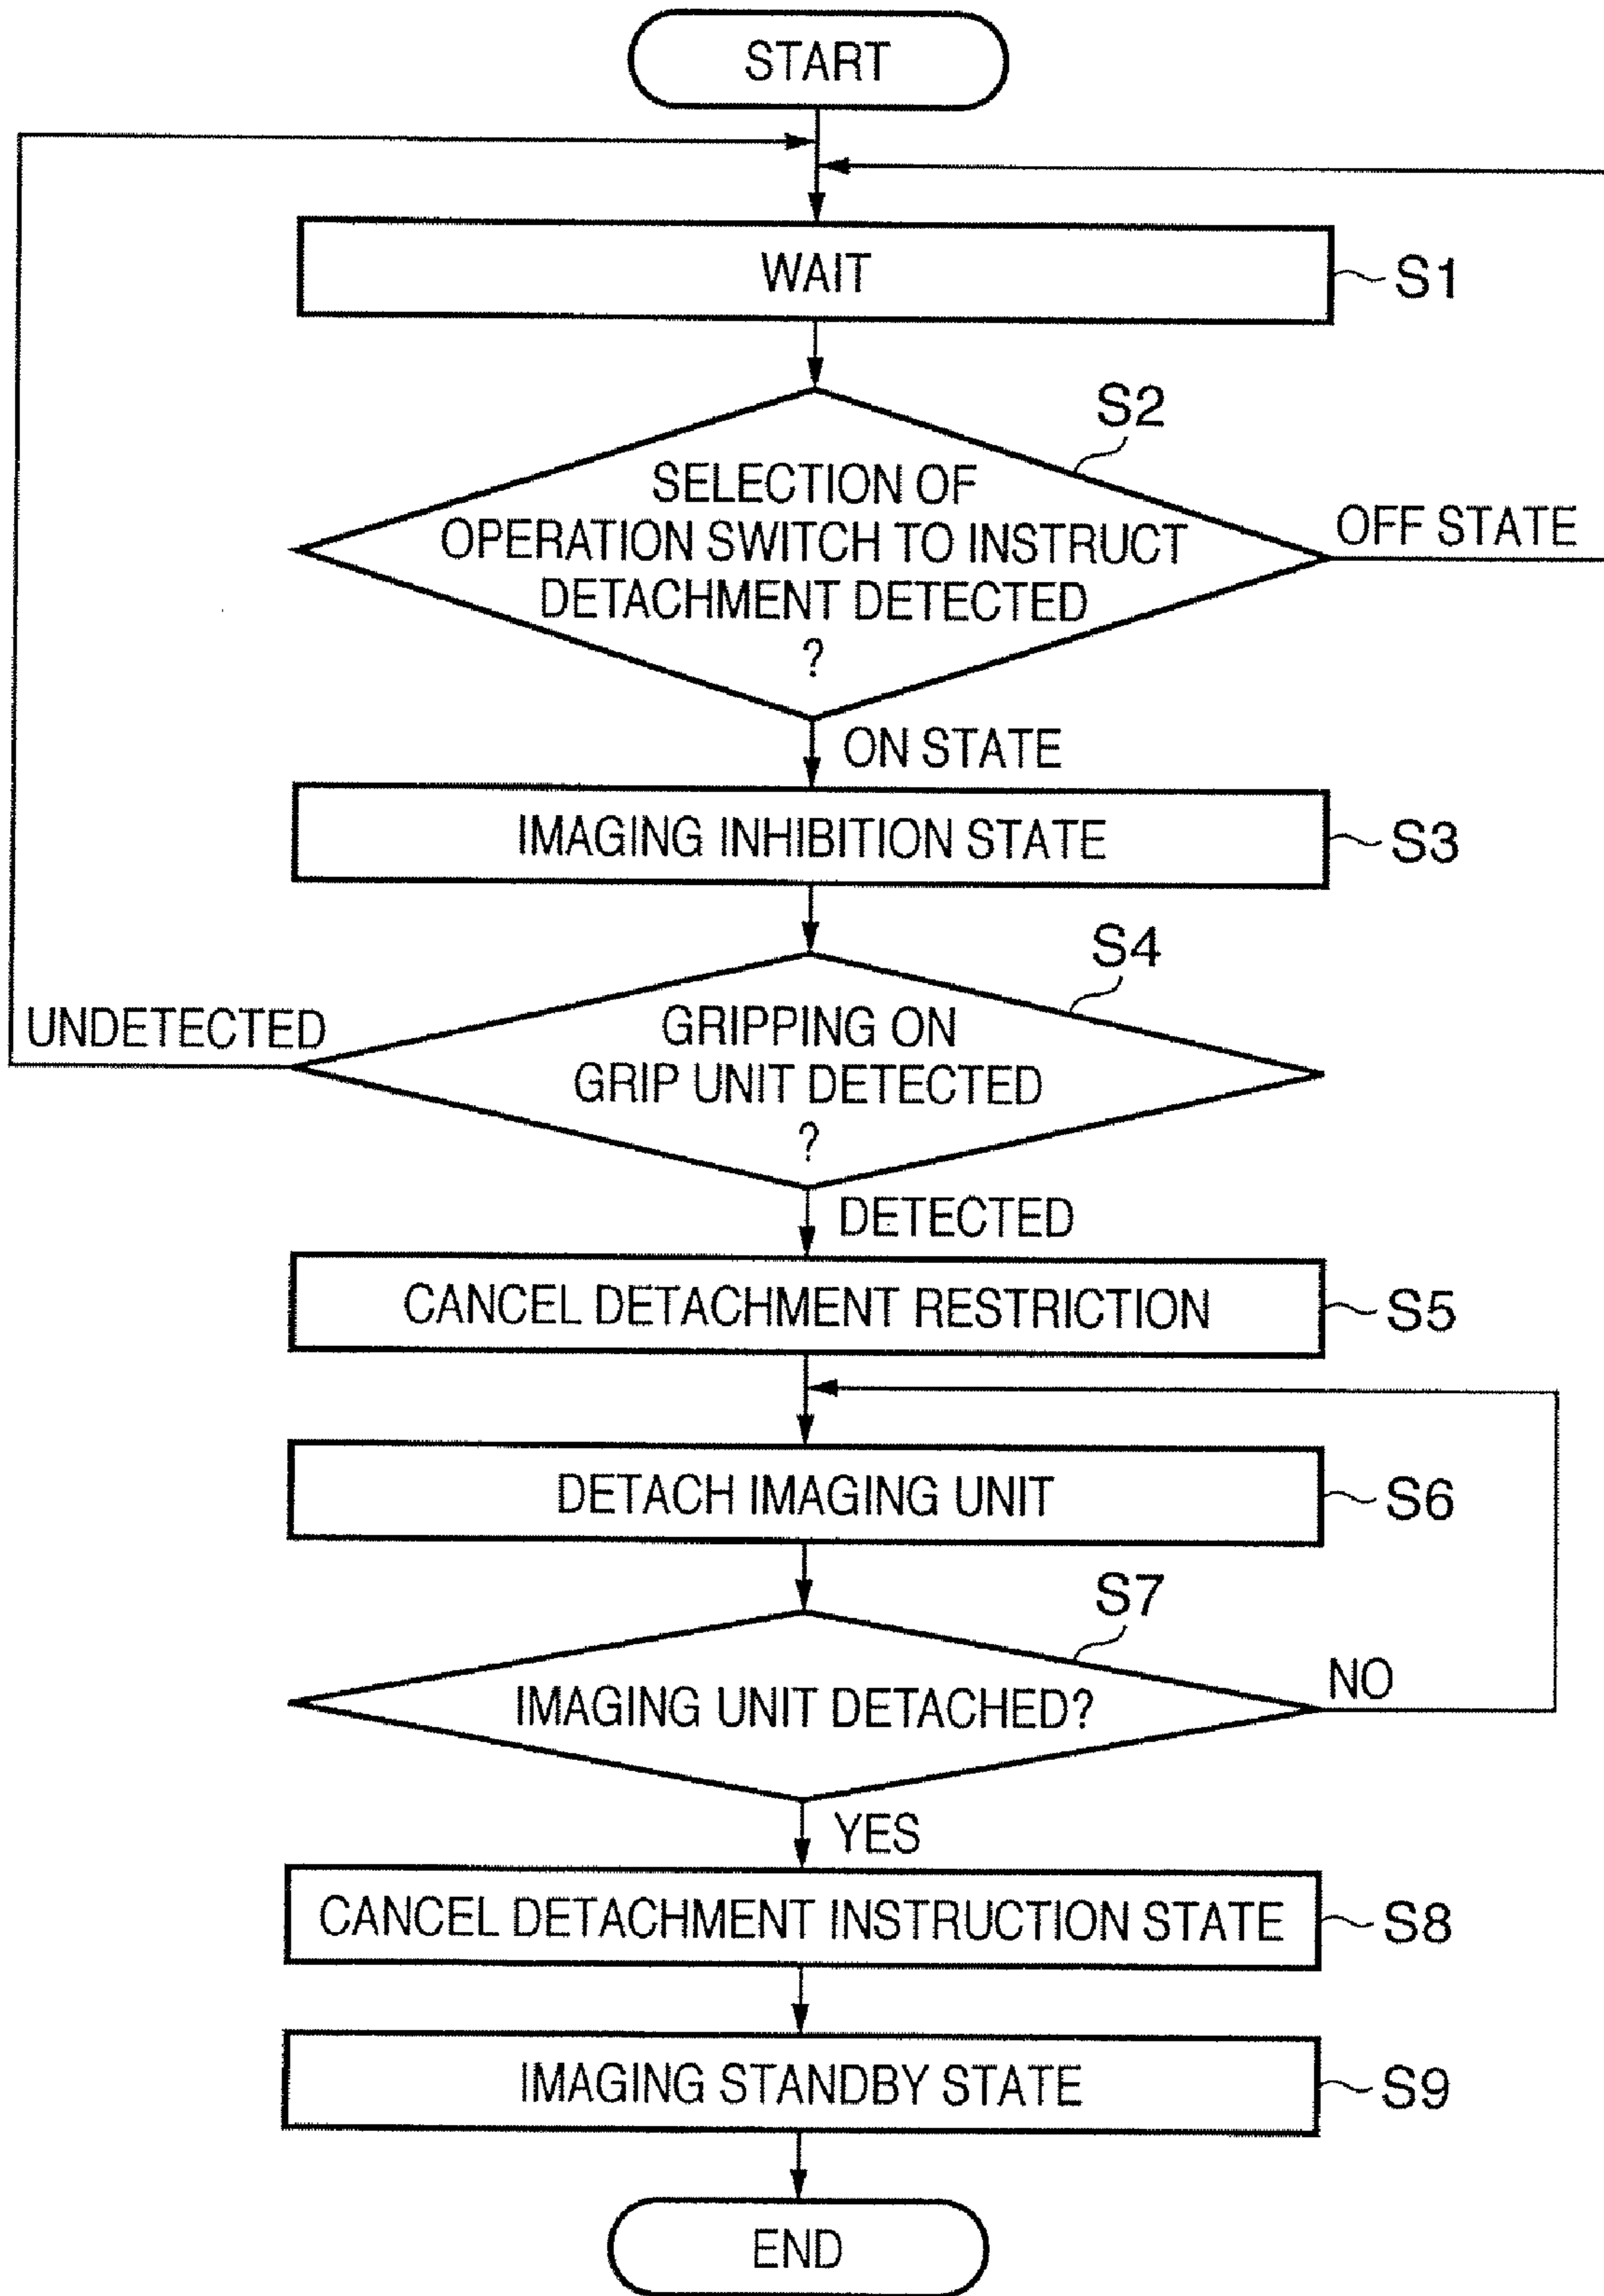 START
WAIT
S1
S2
SELECTION OF
OPERATION SWITCH TO INSTRUCT
DETACHMENT DETECTED
?
OFF STATE
ON STATE
IMAGING INHIBITION STATE
S3
S4
UNDETECTED
GRIPPING ON
GRIP UNIT DETECTED
?
DETECTED
CANCEL DETACHMENT RESTRICTION
S5
DETACH IMAGING UNIT
S6
S7
IMAGING UNIT DETACHED?
NO
YES
CANCEL DETACHMENT INSTRUCTION STATE
S8
IMAGING STANDBY STATE
S9
END